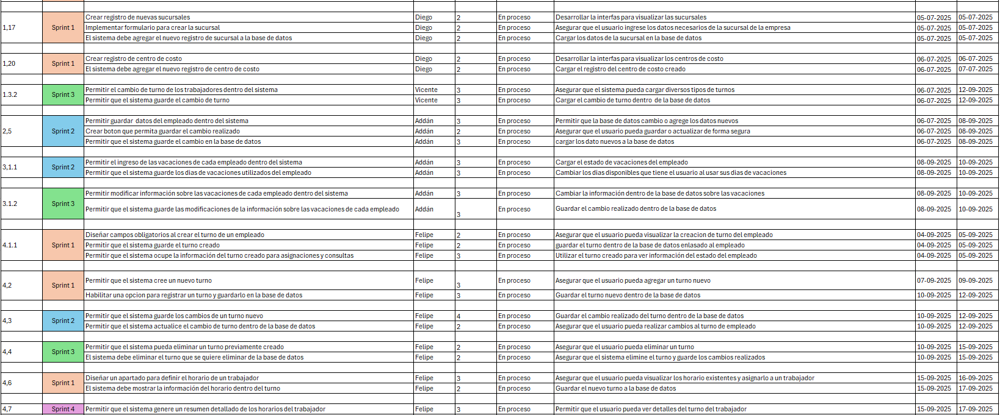 1,17 Sprint 1 Crear registro de nuevas sucursales Diego 2 En proceso Desarrollar la interfas para visualizar las sucursales 05-07-2025 05-07-2025
Implementar formulario para crear la sucursal Diego 2 En proceso Asegurar que el usuario ingrese los datos necesarios de la sucursal de la empresa 05-07-2025 05-07-2025
El sistema debe agregar el nuevo registro de sucursal a la base de datos Diego 2 En proceso Cargar los datos de la sucursal en la base de datos 05-07-2025 05-07-2025
1,20 Sprint 1 Crear registro de centro de costo Diego 2 En proceso Desarrollar la interfas para visualizar los centros de costo 06-07-2025 06-07-2025
El sistema debe agregar el nuevo registro de centro de costo Diego 2 En proceso Cargar el registro del centro de costo creado 06-07-2025 07-07-2025
1.3.2 Sprint 3 Permitir el cambio de turno de los trabajadores dentro del sistema Vicente 3 En proceso Asegurar que el sistema pueda cargar diversos tipos de turnos 06-07-2025 12-09-2025
Permitir que el sistema guarde el cambio de turno Vicente 3 En proceso Cargar el cambio de turno dentro de la base de datos 06-07-2025 12-09-2025
2,5 Sprint 2 Permitir guardar datos del empleado dentro del sistema Addán 3 En proceso Permitir que la base de datos cambio o agrege los datos nuevos 06-07-2025 08-09-2025
Crear boton que permita guardar el cambio realizado Addán 2 En proceso Asegurar que el usuario pueda guardar o actualizar de forma segura 06-07-2025 08-09-2025
Permitir que el sistema guarde el cambio en la base de datos Addán 3 En proceso cargar los dato nuevos a la base de datos 06-07-2025 08-09-2025
3,1.1 Sprint 2 Permitir el ingreso de las vacaciones de cada empleado dentro del sistema Addán 3 En proceso Cargar el estado de vacaciones del empleado 08-09-2025 10-09-2025
Permitir que el sistema guarde los dias de vacaciones utilizados del empleado Addán 3 En proceso Cambiar los dias disponibles que tiene el usuario al usar sus dias de vacaciones 08-09-2025 10-09-2025
3.1.2 Sprint 3 Permitir modificar información sobre las vacaciones de cada empleado dentro del sistema Addán 3 En proceso Cambiar la información dentro de la base de datos sobre las vacaciones 08-09-2025 10-09-2025
Permitir que el sistema guarde las modificaciones de la información sobre las vacaciones de cada empleado Addán 3 En proceso Guardar el cambio realizado dentro de la base de datos 08-09-2025 10-09-2025
4.1.1 Sprint 1 Diseñar campos obligatorios al crear el turno de un empleado Felipe 2 En proceso Asegurar que el usuario pueda visualizar la creacion de turno del empleado 04-09-2025 05-09-2025
Permitir que el sistema guarde el turno creado Felipe 2 En proceso guardar el turno dentro de la base de datos enlasado al empleado 04-09-2025 05-09-2025
Permitir que el sistema ocupe la información del turno creado para asignaciones y consultas Felipe 3 En proceso Utilizar el turno creado para ver información del estado del empleado 04-09-2025 05-09-2025
4,2 Sprint 1 Permitir que el sistema cree un nuevo turno Felipe 3 En proceso Asegurar que el usuario pueda agregar un turno nuevo 07-09-2025 09-09-2025
Habilitar una opcion para registrar un turno y guardarlo en la base de datos Felipe 3 En proceso Guardar el turno nuevo dentro de la base de datos 10-09-2025 12-09-2025
4,3 Sprint 2 Permitir que el sistema guarde los cambios de un turno nuevo Felipe 4 En proceso Guardar el cambio realizado del turno dentro de la base de datos 10-09-2025 12-09-2025
Permitir que el sistema actualice el cambio de turno dentro de la base de datos Felipe 2 En proceso Asegurar que el usuario pueda realizar cambios al turno de empleado 10-09-2025 12-09-2025
4,4 Sprint 3 Permitir que el sistema pueda eliminar un turno previamente creado Felipe 2 En proceso Asegurar que el usuario pueda eliminar un turno 10-09-2025 15-09-2025
El sistema debe eliminar el turno que se quiere eliminar de la base de datos Felipe 2 En proceso Asegurar que el sistema elimine el turno y guarde los cambios realizados 10-09-2025 15-09-2025
4,6 Sprint 1 Diseñar un apartado para definir el horario de un trabajador Felipe 3 En proceso Asegurar que el usuario pueda visualizar los horario existentes y asignarlo a un trabajador 15-09-2025 16-09-2025
El sistema debe mostrar la información del horario dentro del turno Felipe 2 En proceso Guardar el nuevo turno a la base de datos 15-09-2025 17-09-2025
4,7 Sprint 4 Permitir que el sistema genere un resumen detallado de los horarios del trabajador Felipe 3 En proceso Permitir que el usuario pueda ver detalles del turno del trabajador 15-09-2025 17-09-2025